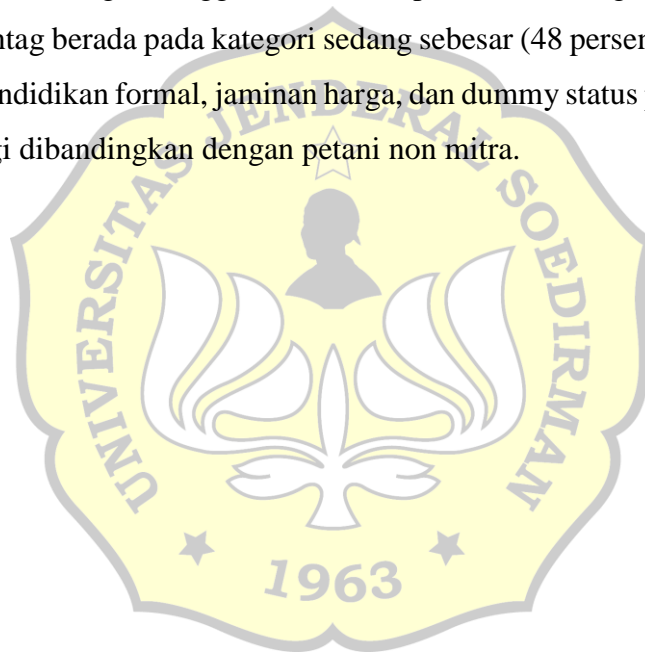 ntag berada pada kategori sedang sebesar (48 perser
ndidikan formal, jaminan harga, dan dummy status
gi dibandingkan dengan petani non mitra.
UNIVERSITAS JENDERAL SOEDIRMAN
1963